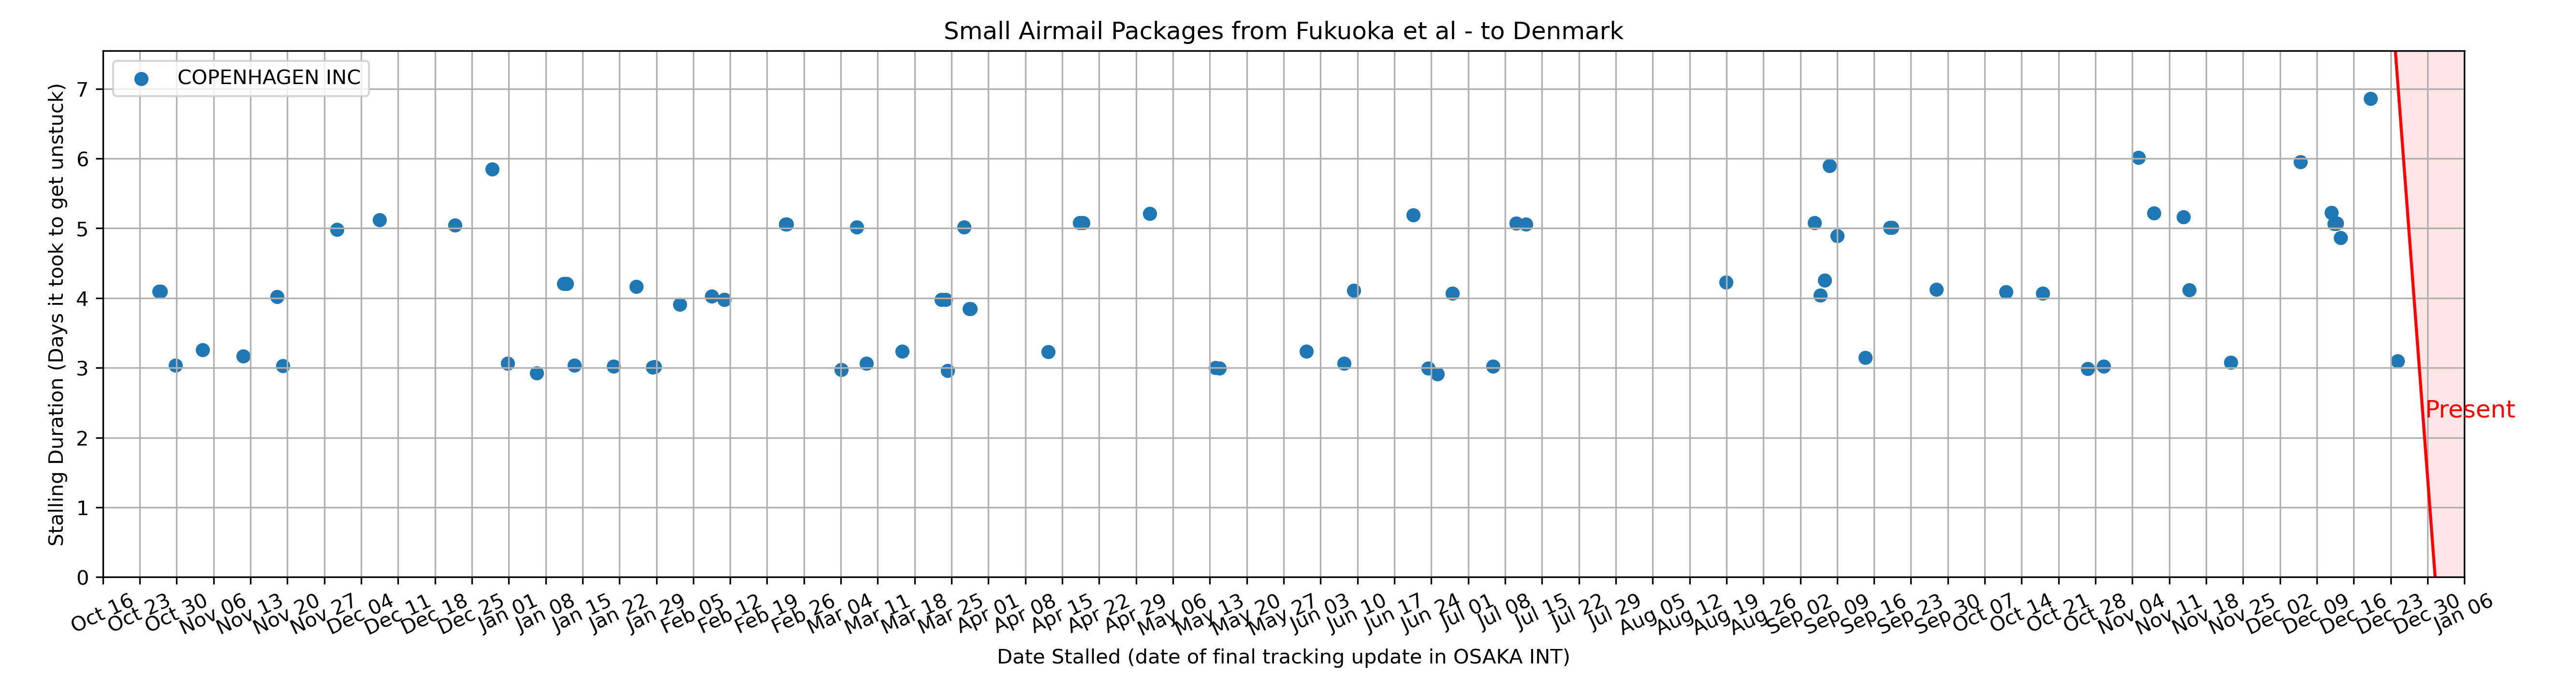 Small Airmail Packages from Fukuoka et al - to Denmark
COPENHAGEN INC
Stalling Duration (Days it took to get unstuck)
7
6
5
4
3
2
1
0
Present
Oct 16
Oct 23
Oct 30
Nov 06
Nov 13
Nov 20
Nov 27
Dec 04
Dec 11
Dec 18
Dec 25
Jan 01
Jan 08
Jan 15
Jan 22
Jan 29
Feb 05
Feb 12
Feb 19
Feb 26
Mar 04
Mar 11
Mar 18
Mar 25
Apr 01
Apr 08
Apr 15
Apr 22
Apr 29
May 06
May 13
May 20
May 27
Jun 03
Jun 10
Jun 17
Jun 24
Jul 01
Jul 08
Jul 15
Jul 22
Jul 29
Aug 05
Aug 12
Aug 19
Aug 26
Sep 02
Sep 09
Sep 16
Sep 23
Sep 30
Oct 07
Oct 14
Oct 21
Oct 28
Nov 04
Nov 11
Nov 18
Nov 25
Dec 02
Dec 09
Dec 16
Dec 23
Dec 30
Jan 06
Date Stalled (date of final tracking update in OSAKA INT)